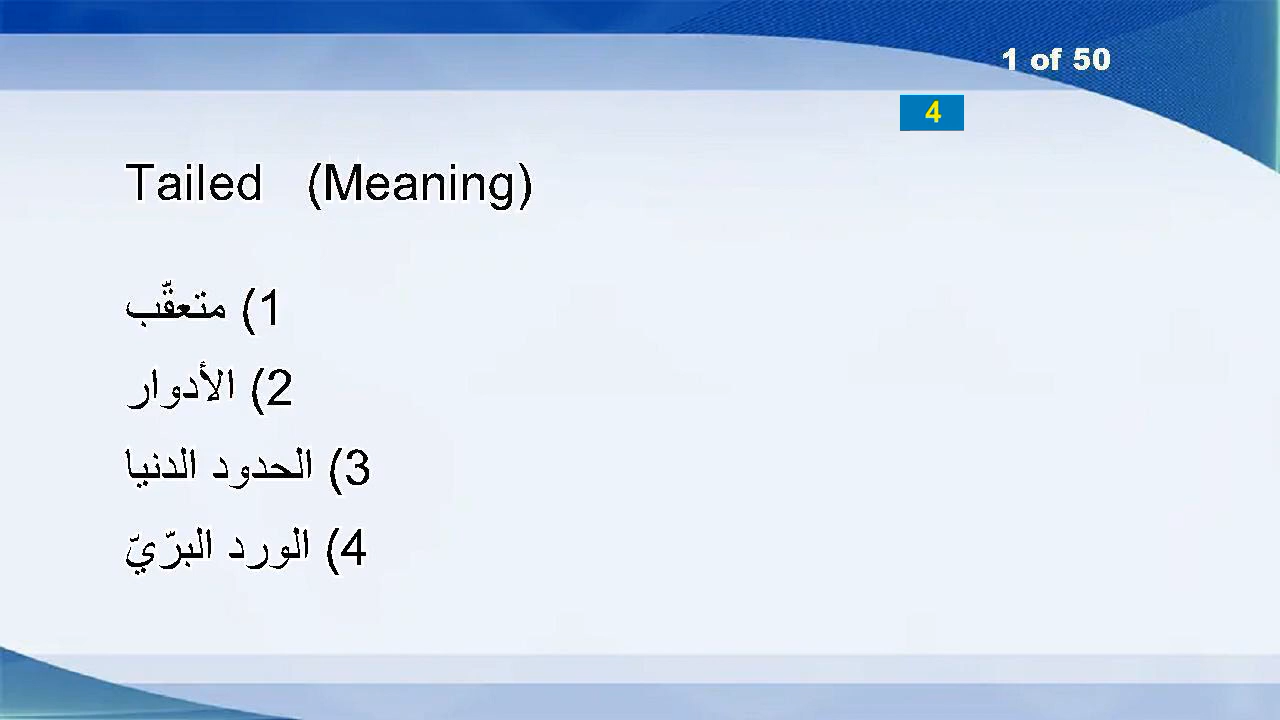 1 of 50
4
Tailed (Meaning)
1) متعقّب
2) الأدوار
3) الحدود الدنيا
4) الورد البرّيّ